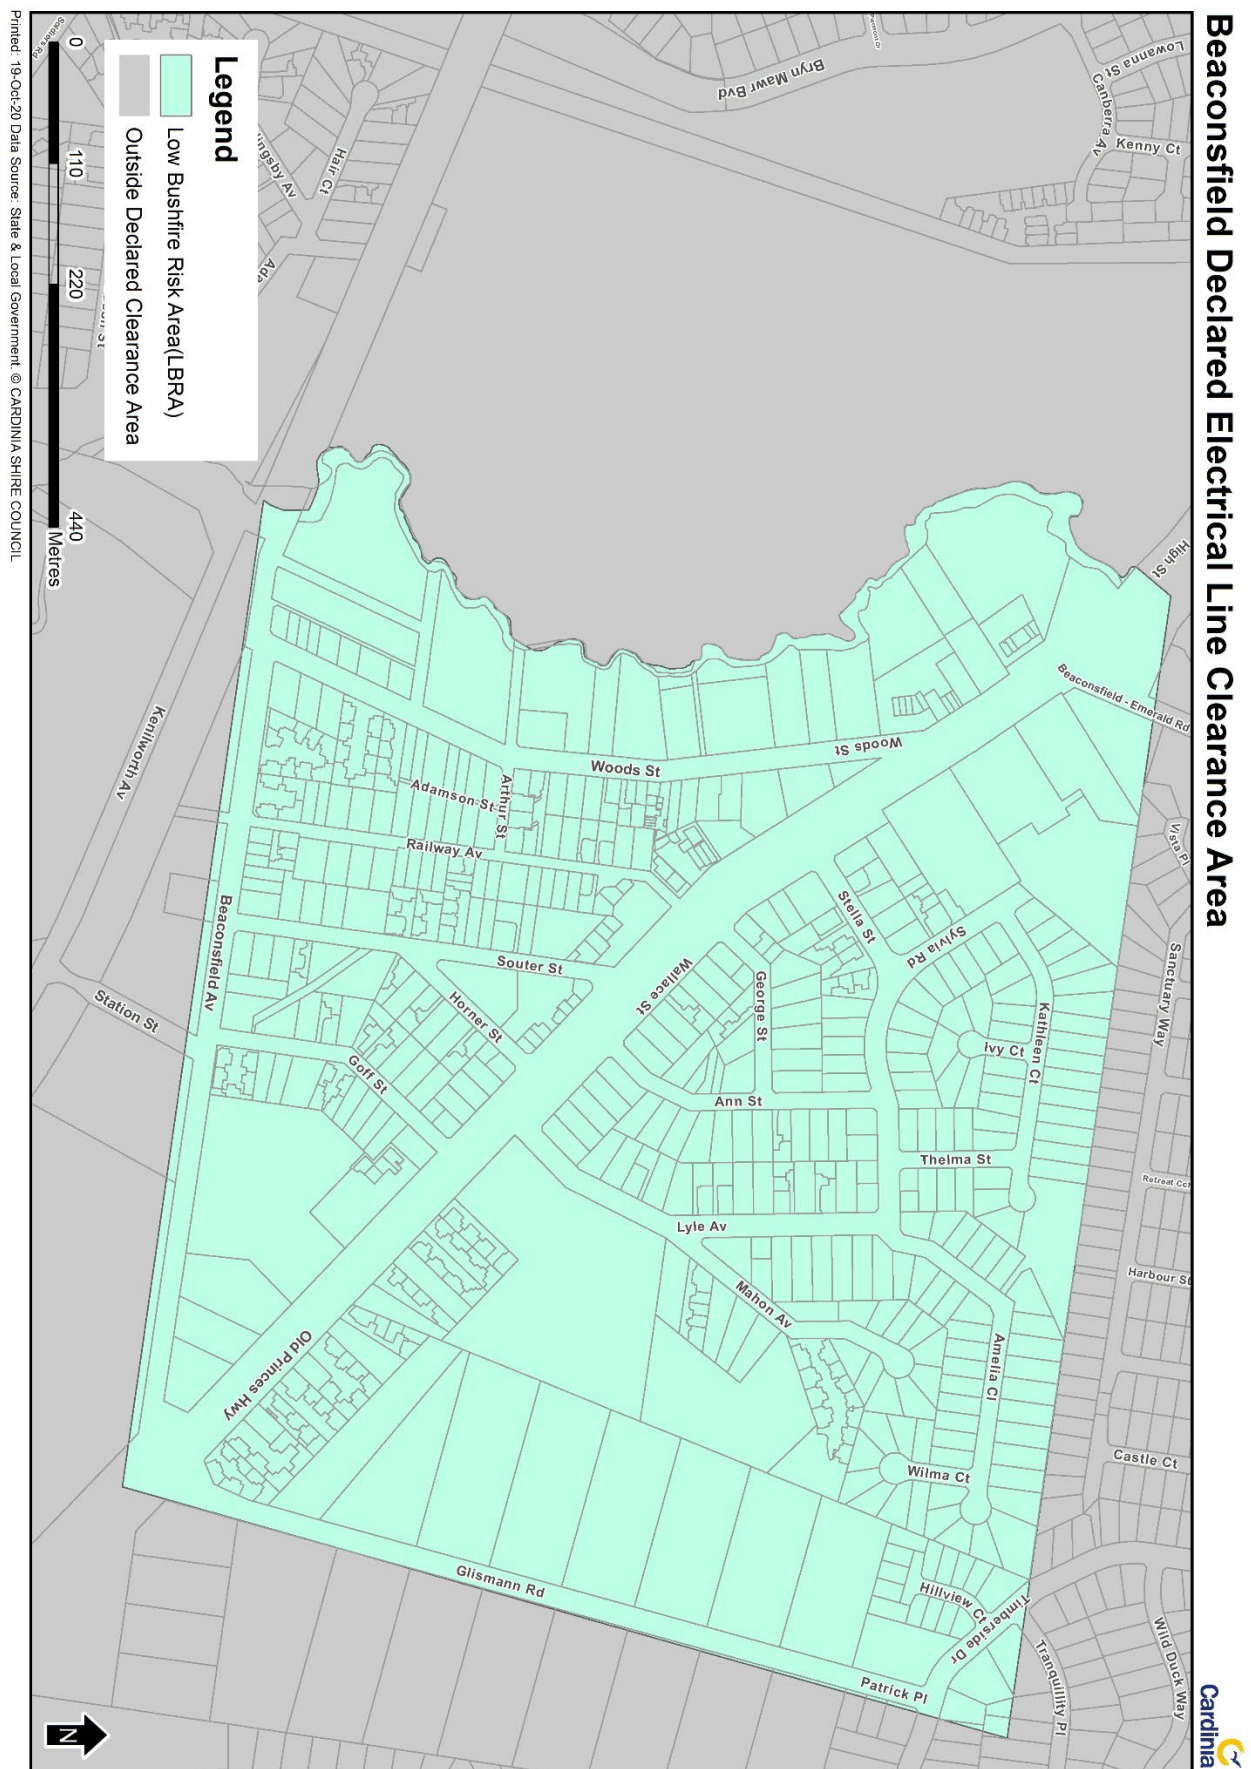 Beaconsfield Declared Electrical Line Clearance Area
Cardinia
Lowanna St
Canberra Av
Kenny Ct
Bryn Mawr Bvd
Soldiers Rd
Hair Ct
High St
Beaconsfield - Emerald Rd
Vista Pl
Sanctuary Way
Retreat Cct
Harbour St
Castle Ct
Wild Duck Way
Tranquillity Pl
Timberside Dr
Hillview Ct
Patrick Pl
Glismann Rd
Wilma Ct
Amelia Cl
Mahon Av
Lyle Av
Thelma St
Kathleen Ct
Ivy Ct
Ann St
George St
Wallace St
Sylvia Rd
Stella St
Woods St
Woods St
Arthur St
Adamson St
Railway Av
Souter St
Horner St
Goff St
Old Princes Hwy
Beaconsfield Av
Station St
Kenilworth Av
Legend
Low Bushfire Risk Area(LBRA)
Outside Declared Clearance Area
0 110 220 440
Metres
N
Printed: 19-Oct-20 Data Source: State & Local Government. © CARDINIA SHIRE COUNCIL